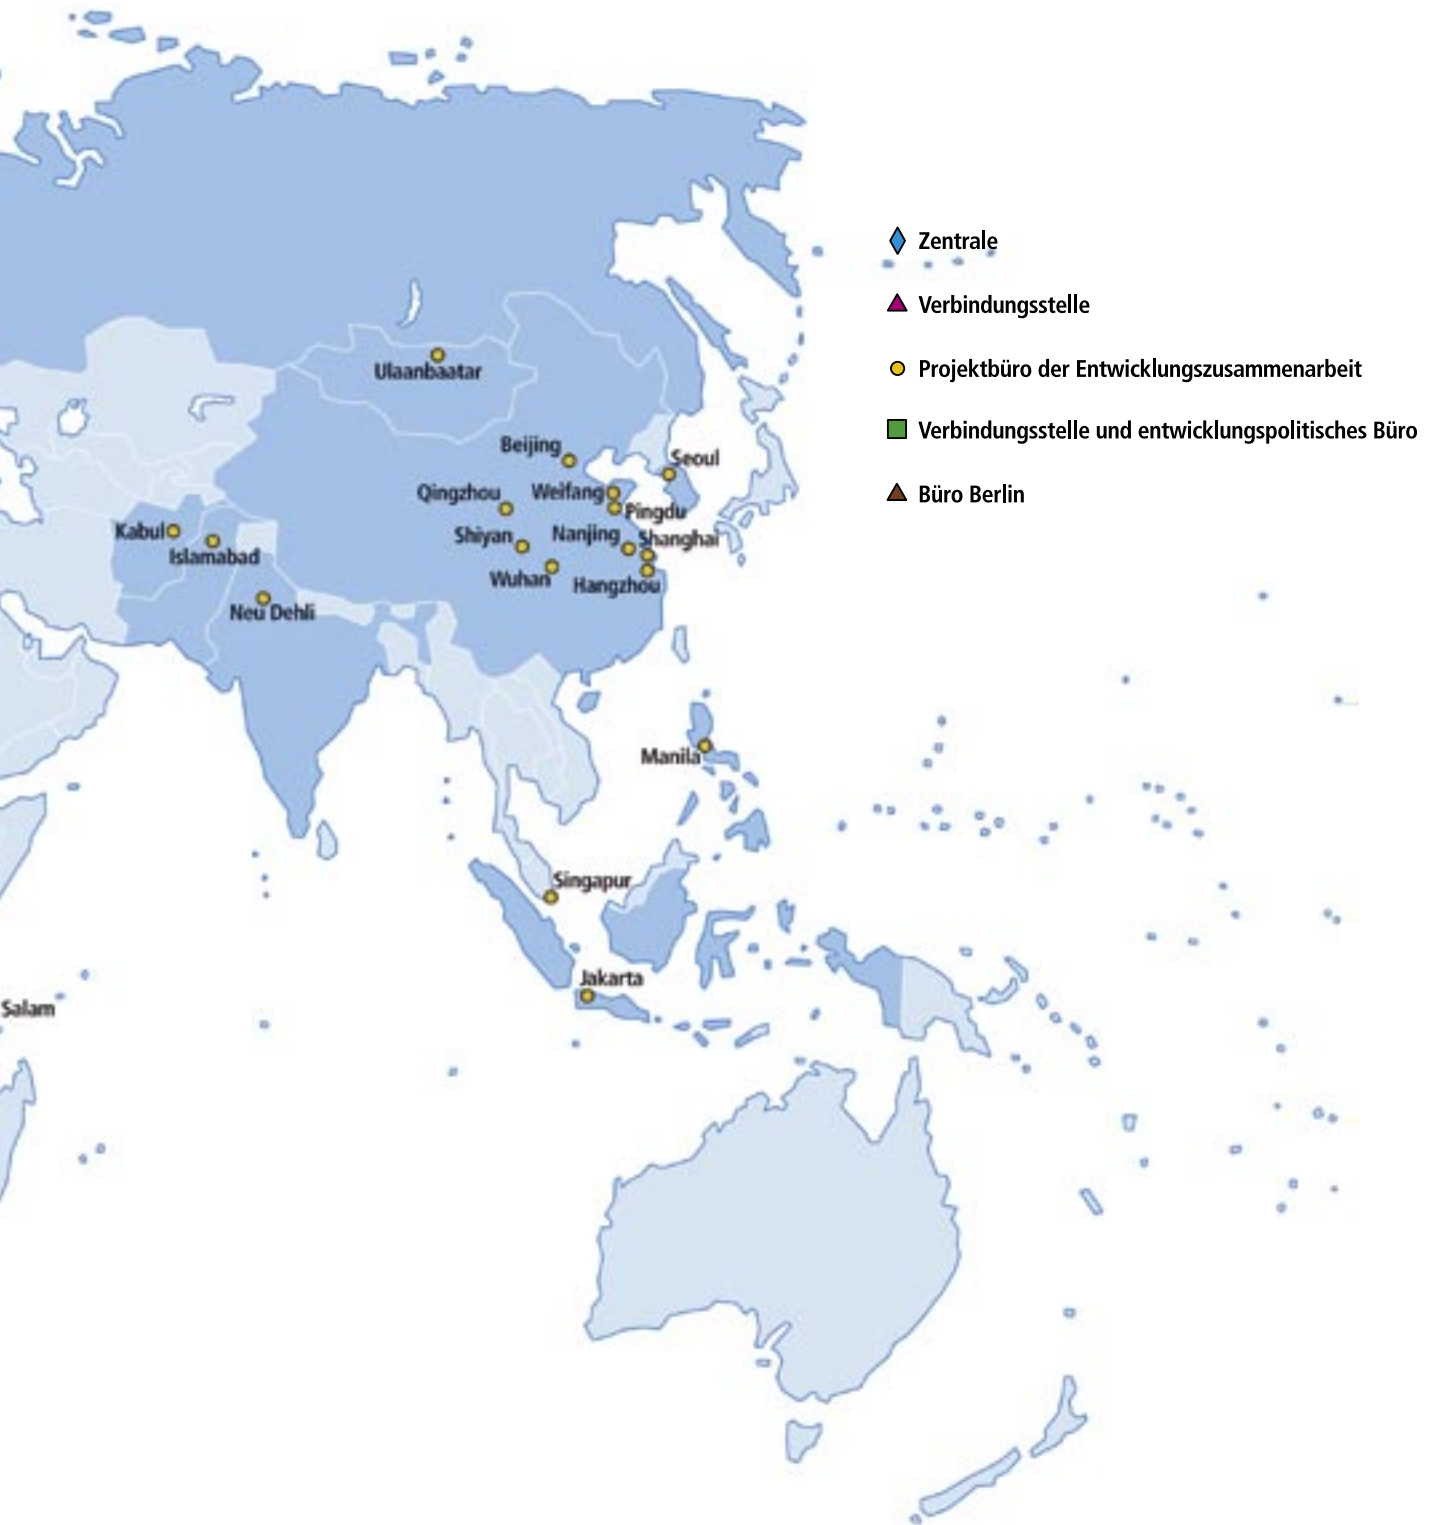 Zentrale
Verbindungsstelle
Ulaanbaatar
Projektbüro der Entwicklungszusammenarbeit
Verbindungsstelle und entwicklungspolitisches Büro
Beijing
Seoul
Qingzhou
Weifang
Büro Berlin
Pingdu
Kabul
Shiyan
Nanjing
Shanghai
Islamabad
Wuhan
Hangzhou
Neu Dehli
Manila
Singapur
Jakarta
Salam